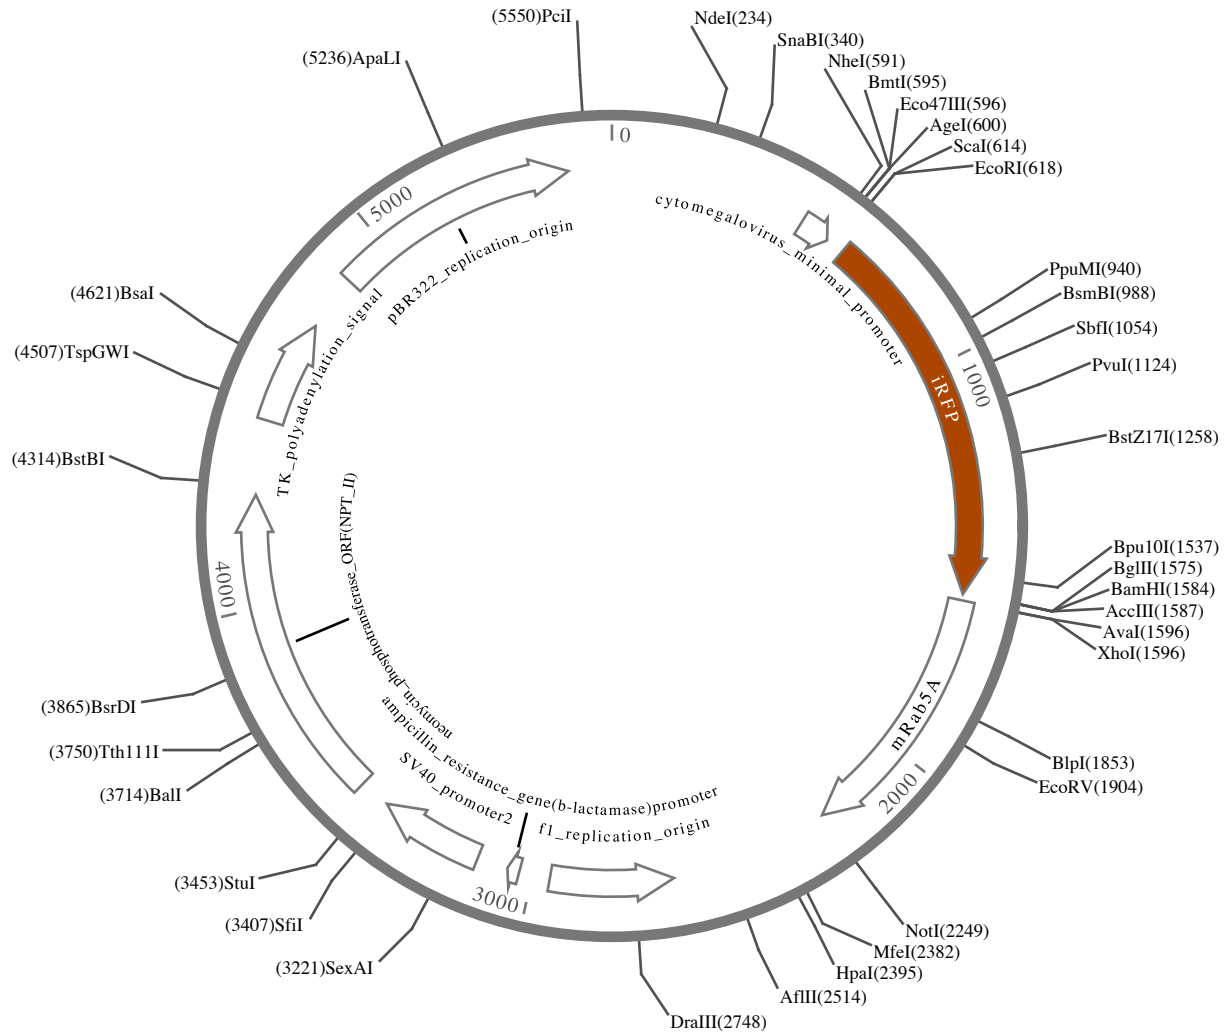 (5550)PciI
NdeI(234)
SnaBI(340)
NheI(591)
BmtI(595)
Eco47III(596)
AgeI(600)
ScaI(614)
EcoRI(618)
PpuMI(940)
BsmBI(988)
SbfI(1054)
PvuI(1124)
BstZ17I(1258)
Bpu10I(1537)
BglII(1575)
BamHI(1584)
AccIII(1587)
AvaI(1596)
XhoI(1596)
BlpI(1853)
EcoRV(1904)
NotI(2249)
MfeI(2382)
HpaI(2395)
AflII(2514)
DraIII(2748)
(3221)SexAI
(3407)SfiI
(3453)StuI
(3714)BalI
(3750)Tth111I
(3865)BsrDI
(4314)BstBI
(4507)TspGWI
(4621)BsaI
(5236)ApaLI
0
1000
2000
3000
4000
5000
cytomegalovirus_minimal_promoter
iRFP
mRab5A
f1_replication_origin
ampicillin_resistance_gene(b-lactamase)promoter
SV40_promoter2
neomycin_phosphotransferase_ORF(NPT_II)
TK_polyadenylation_signal
pBR322_replication_origin